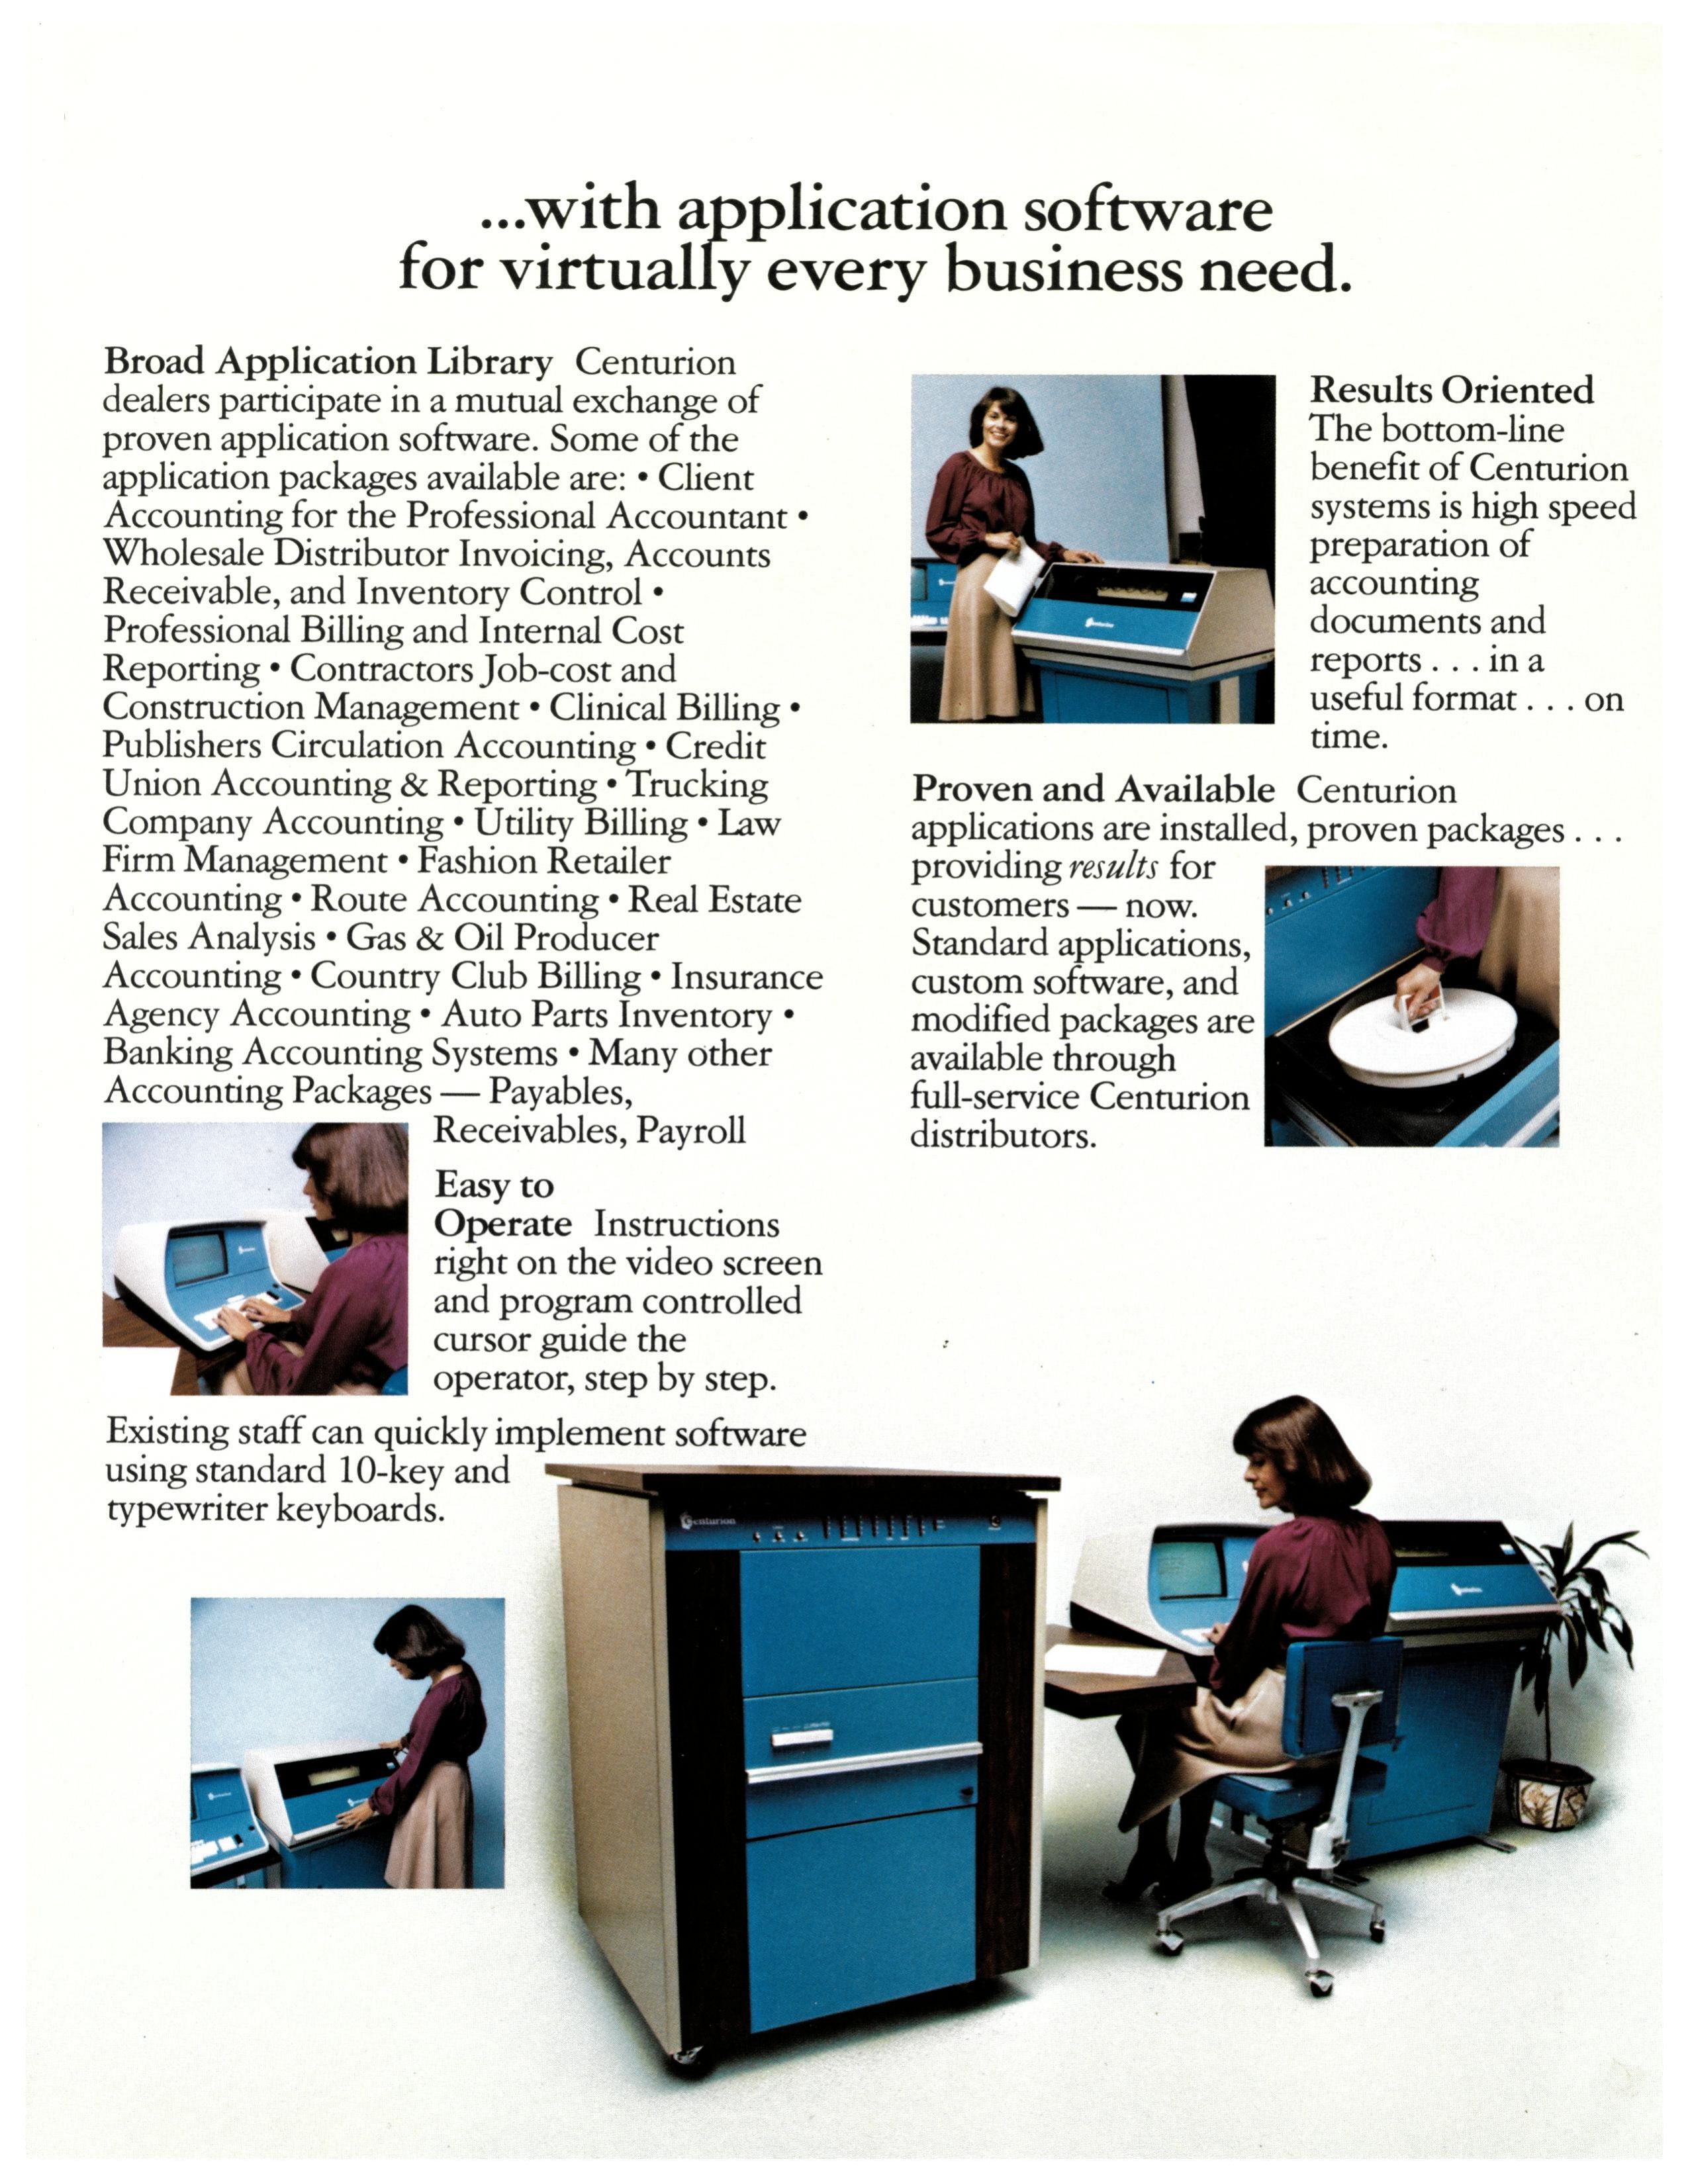 ...with application software
for virtually every business need.
Broad Application Library Centurion
dealers participate in a mutual exchange of
proven application software. Some of the
application packages available are: • Client
Accounting for the Professional Accountant •
Wholesale Distributor Invoicing, Accounts
Receivable, and Inventory Control •
Professional Billing and Internal Cost
Reporting • Contractors Job-cost and
Construction Management • Clinical Billing •
Publishers Circulation Accounting • Credit
Union Accounting & Reporting • Trucking
Company Accounting • Utility Billing • Law
Firm Management • Fashion Retailer
Accounting • Route Accounting • Real Estate
Sales Analysis • Gas & Oil Producer
Accounting • Country Club Billing • Insurance
Agency Accounting • Auto Parts Inventory •
Banking Accounting Systems • Many other
Accounting Packages — Payables,
Receivables, Payroll
Easy to
Operate Instructions
right on the video screen
and program controlled
cursor guide the
operator, step by step.
Existing staff can quickly implement software
using standard 10-key and
typewriter keyboards.
Results Oriented
The bottom-line
benefit of Centurion
systems is high speed
preparation of
accounting
documents and
reports . . . in a
useful format . . . on
time.
Proven and Available Centurion
applications are installed, proven packages . . .
providing results for
customers — now.
Standard applications,
custom software, and
modified packages are
available through
full-service Centurion
distributors.
Centurion
Centurion
Centurion